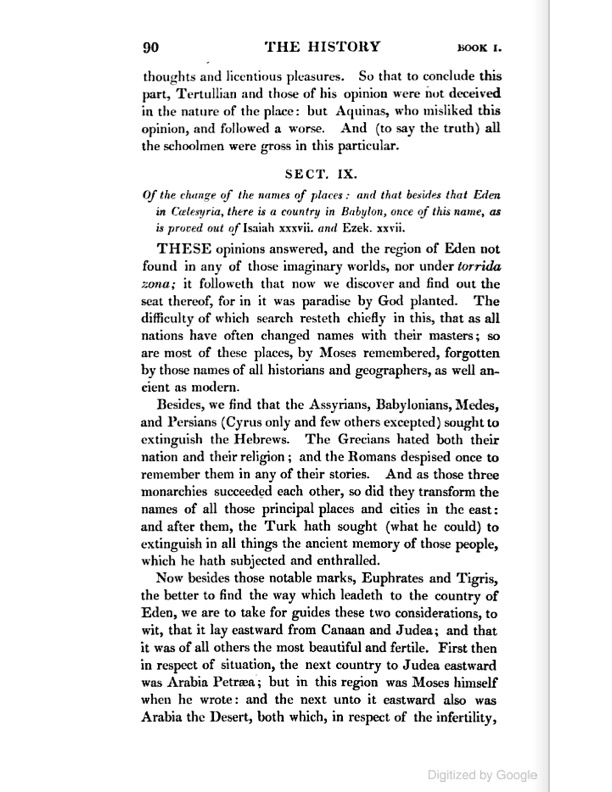 90 THE HISTORY BOOK I.
thoughts and licentious pleasures. So that to conclude this
part, Tertullian and those of his opinion were not deceived
in the nature of the place: but Aquinas, who misliked this
opinion, and followed a worse. And (to say the truth) all
the schoolmen were gross in this particular.
SECT. IX.
Of the change of the names of places: and that besides that Eden
in Cœlesyria, there is a country in Babylon, once of this name, as
is proved out of Isaiah xxxvii. and Ezek. xxvii.
THESE opinions answered, and the region of Eden not
found in any of those imaginary worlds, nor under torrida
zona; it followeth that now we discover and find out the
seat thereof, for in it was paradise by God planted. The
difficulty of which search resteth chiefly in this, that as all
nations have often changed names with their masters; so
are most of these places, by Moses remembered, forgotten
by those names of all historians and geographers, as well an-
cient as modern.
Besides, we find that the Assyrians, Babylonians, Medes,
and Persians (Cyrus only and few others excepted) sought to
extinguish the Hebrews. The Grecians hated both their
nation and their religion; and the Romans despised once to
remember them in any of their stories. And as those three
monarchies succeeded each other, so did they transform the
names of all those principal places and cities in the east:
and after them, the Turk hath sought (what he could) to
extinguish in all things the ancient memory of those people,
which he hath subjected and enthralled.
Now besides those notable marks, Euphrates and Tigris,
the better to find the way which leadeth to the country of
Eden, we are to take for guides these two considerations, to
wit, that it lay eastward from Canaan and Judea; and that
it was of all others the most beautiful and fertile. First then
in respect of situation, the next country to Judea eastward
was Arabia Petræa; but in this region was Moses himself
when he wrote: and the next unto it eastward also was
Arabia the Desert, both which, in respect of the infertility,
Digitized by Google